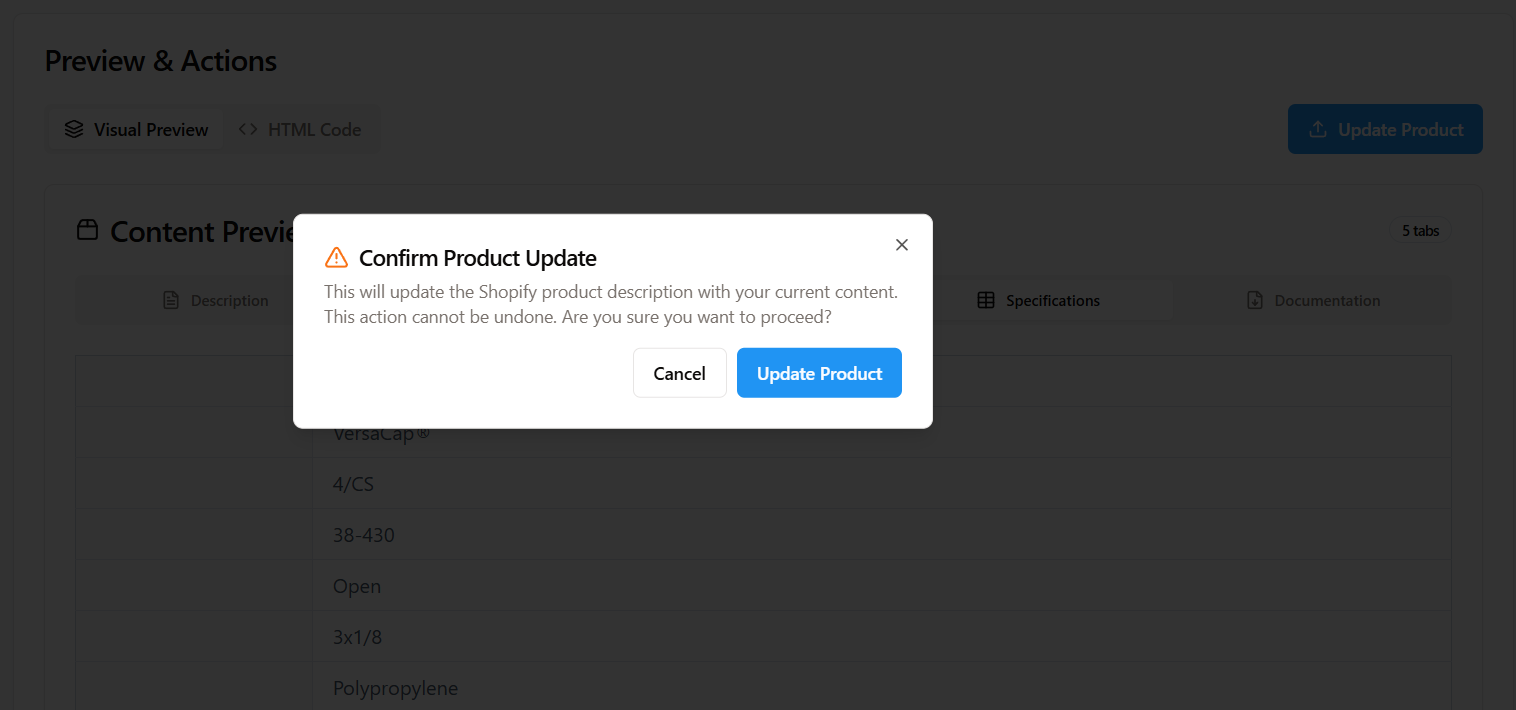 Preview & Actions
Visual Preview
HTML Code
Update Product
Content Previe
5 tabs
Confirm Product Update
This will update the Shopify product description with your current content.
This action cannot be undone. Are you sure you want to proceed?
Cancel
Update Product
Description
Specifications
Documentation
VersaCap®
4/CS
38-430
Open
3x1/8
Polypropylene